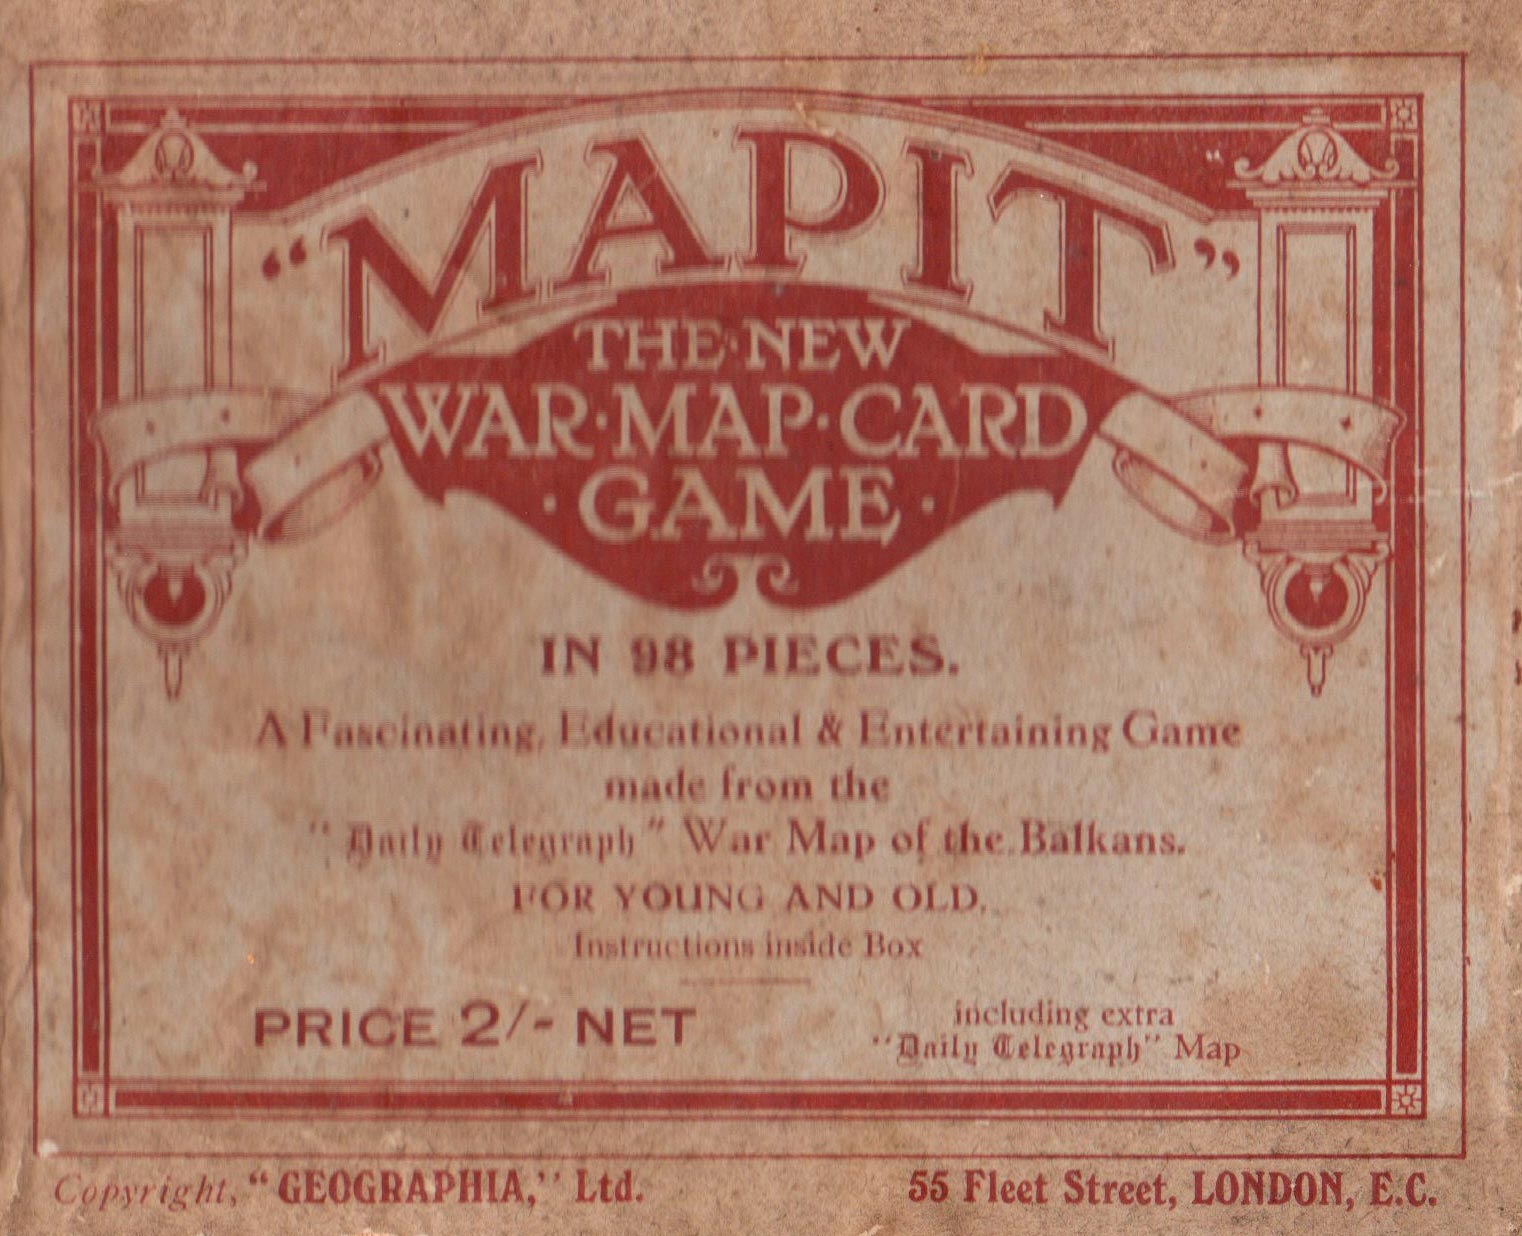 "MAPIT"
THE·NEW
WAR·MAP·CARD
·GAME·
IN 98 PIECES.
A Fascinating, Educational & Entertaining Game
made from the
"Daily Telegraph" War Map of the Balkans.
FOR YOUNG AND OLD.
Instructions inside Box
PRICE 2/- NET
including extra
"Daily Telegraph" Map
Copyright, "GEOGRAPHIA," Ltd.
55 Fleet Street, LONDON, E.C.